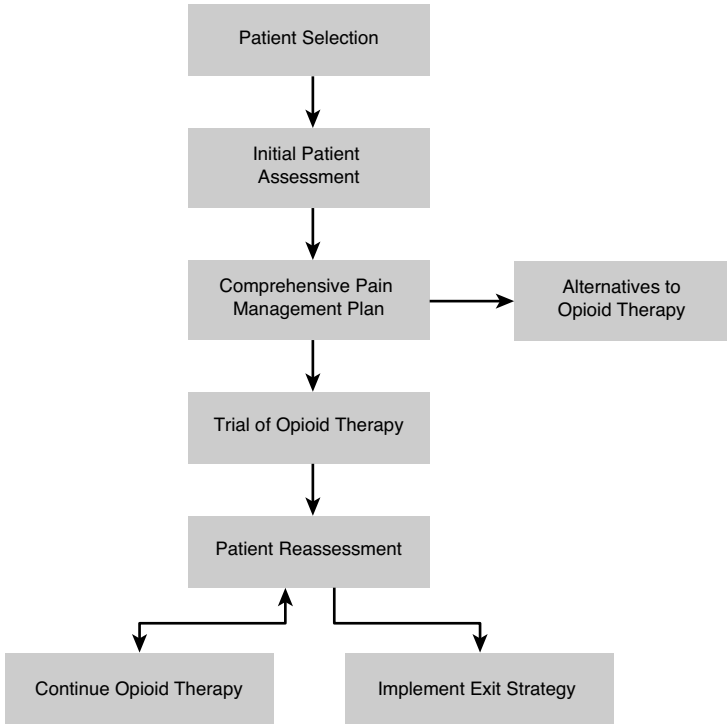 Patient Selection
Initial Patient
Assessment
Comprehensive Pain
Management Plan
Alternatives to
Opioid Therapy
Trial of Opioid Therapy
Patient Reassessment
Continue Opioid Therapy
Implement Exit Strategy